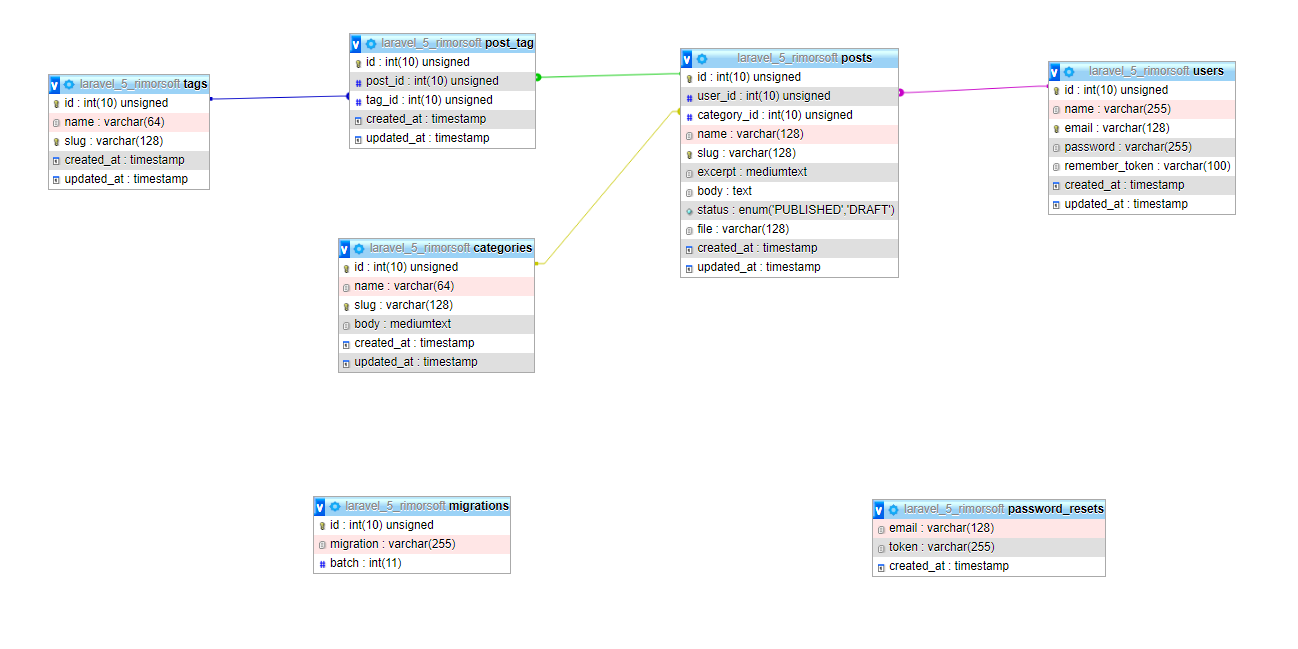 laravel_5_rimorsoft tags
id : int(10) unsigned
name : varchar(64)
slug : varchar(128)
created_at : timestamp
updated_at : timestamp
laravel_5_rimorsoft post_tag
id : int(10) unsigned
post_id : int(10) unsigned
tag_id : int(10) unsigned
created_at : timestamp
updated_at : timestamp
laravel_5_rimorsoft categories
id : int(10) unsigned
name : varchar(64)
slug : varchar(128)
body : mediumtext
created_at : timestamp
updated_at : timestamp
laravel_5_rimorsoft posts
id : int(10) unsigned
user_id : int(10) unsigned
category_id : int(10) unsigned
name : varchar(128)
slug : varchar(128)
excerpt : mediumtext
body : text
status : enum('PUBLISHED','DRAFT')
file : varchar(128)
created_at : timestamp
updated_at : timestamp
laravel_5_rimorsoft users
id : int(10) unsigned
name : varchar(255)
email : varchar(128)
password : varchar(255)
remember_token : varchar(100)
created_at : timestamp
updated_at : timestamp
laravel_5_rimorsoft migrations
id : int(10) unsigned
migration : varchar(255)
batch : int(11)
laravel_5_rimorsoft password_resets
email : varchar(128)
token : varchar(255)
created_at : timestamp